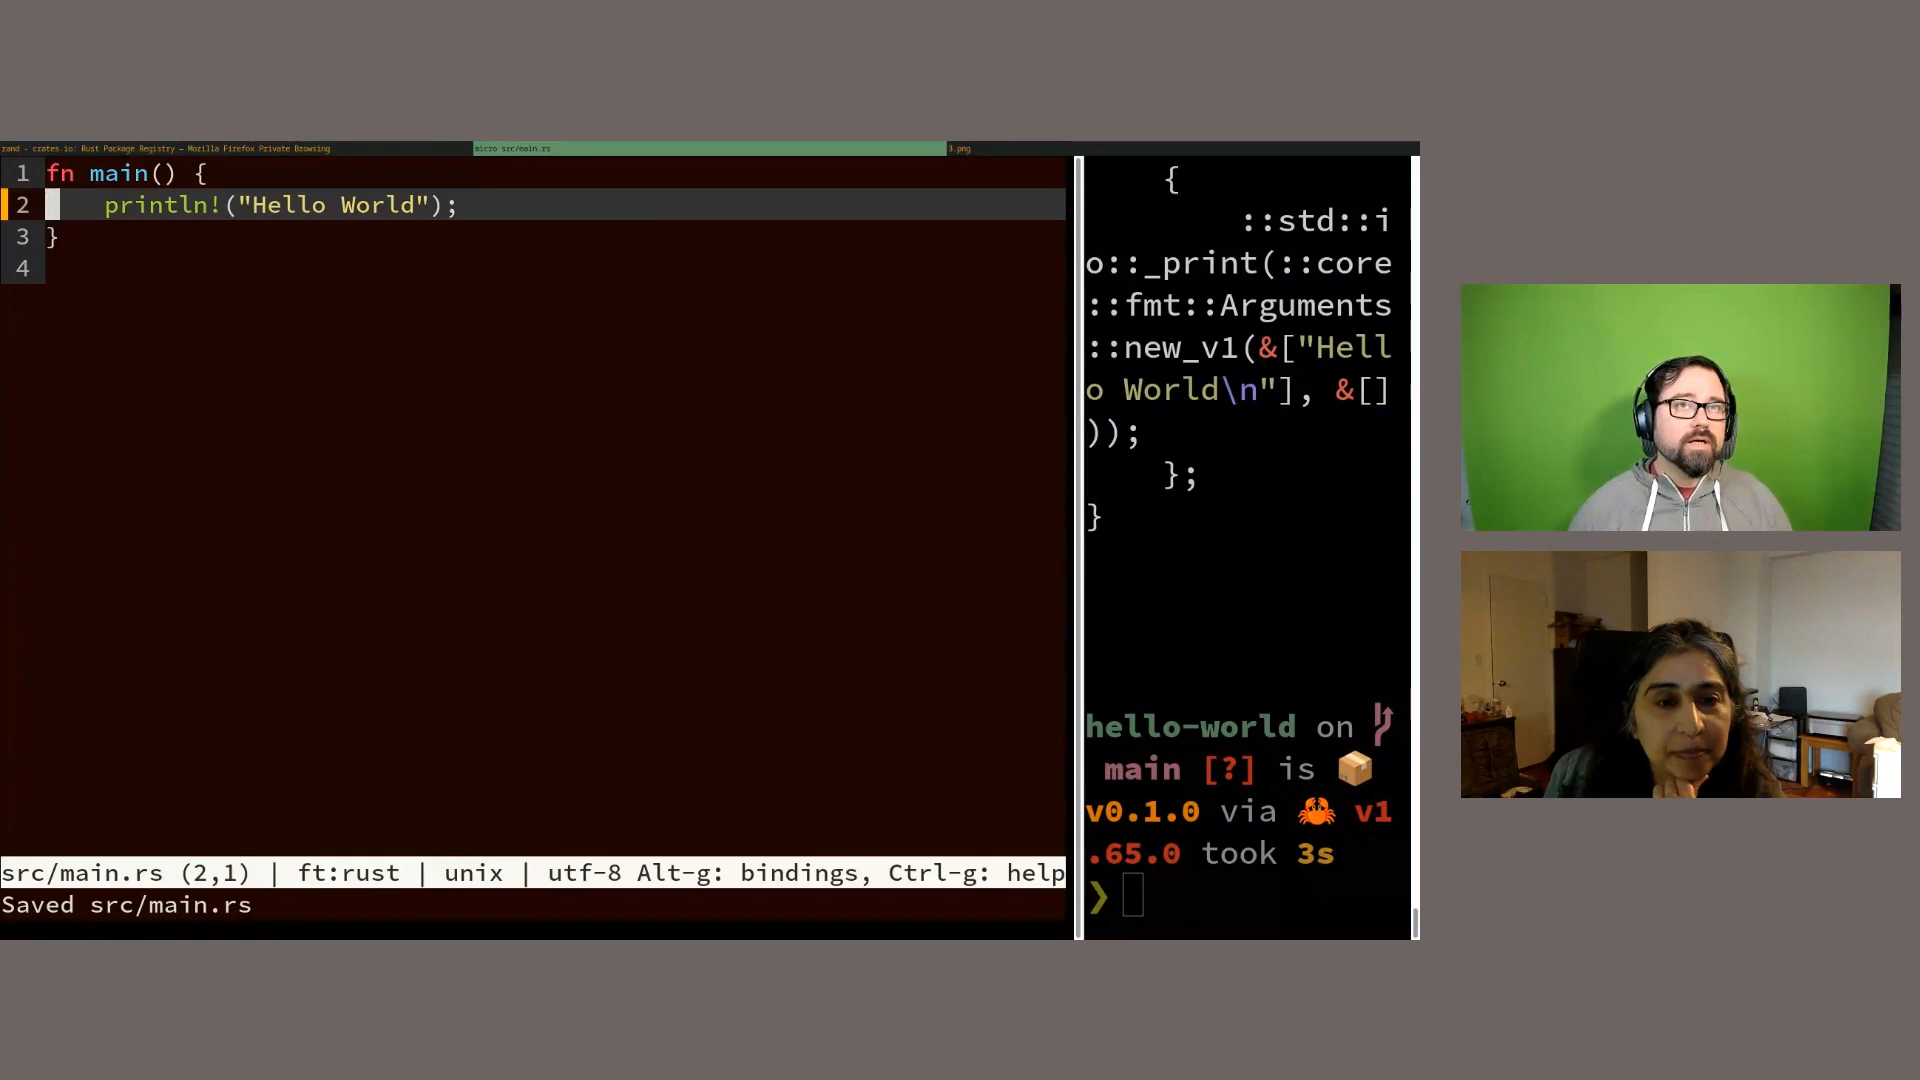 rand - crates.io: Rust Package Registry — Mozilla Firefox Private Browsing
micro src/main.rs
3.png
1 fn main() {
2     println!("Hello World");
3 }
4
src/main.rs (2,1) | ft:rust | unix | utf-8 Alt-g: bindings, Ctrl-g: help
Saved src/main.rs
{
::std::i
o::_print(::core
::fmt::Arguments
::new_v1(&["Hell
o World\n"], &[]
));
};
}
hello-world on
main [?] is 📦
v0.1.0 via 🦀 v1
.65.0 took 3s
❯